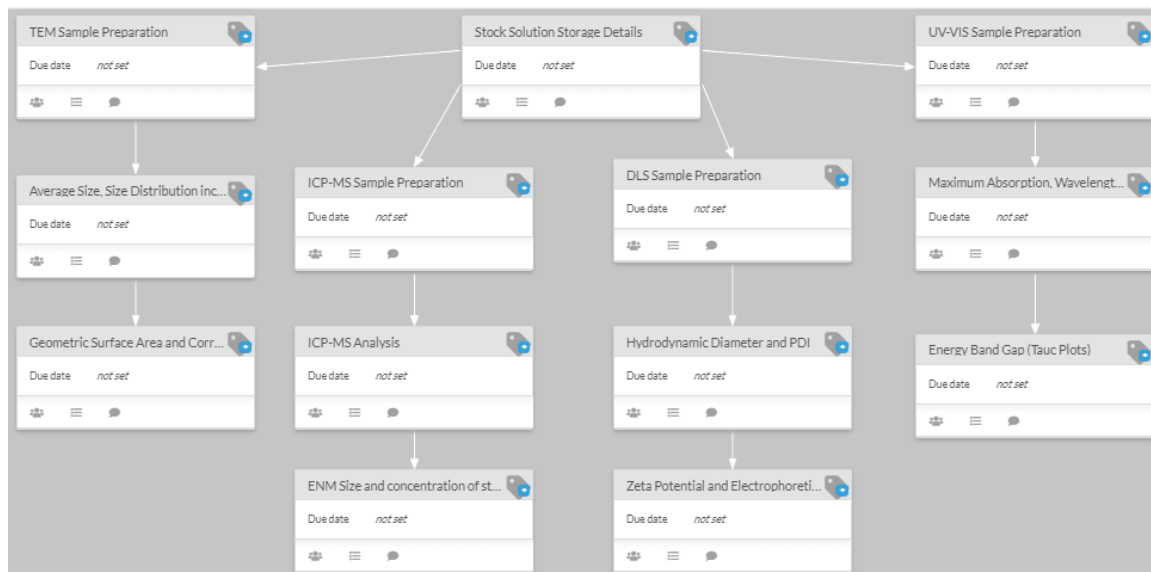 TEM Sample Preparation
Due date not set
Stock Solution Storage Details
Due date not set
UV-VIS Sample Preparation
Due date not set
Average Size, Size Distribution inc...
Due date not set
ICP-MS Sample Preparation
Due date not set
DLS Sample Preparation
Due date not set
Maximum Absorption, Wavelengt...
Due date not set
Geometric Surface Area and Corr...
Due date not set
ICP-MS Analysis
Due date not set
Hydrodynamic Diameter and PDI
Due date not set
Energy Band Gap (Tauc Plots)
Due date not set
ENM Size and concentration of st...
Due date not set
Zeta Potential and Electrophoreti...
Due date not set